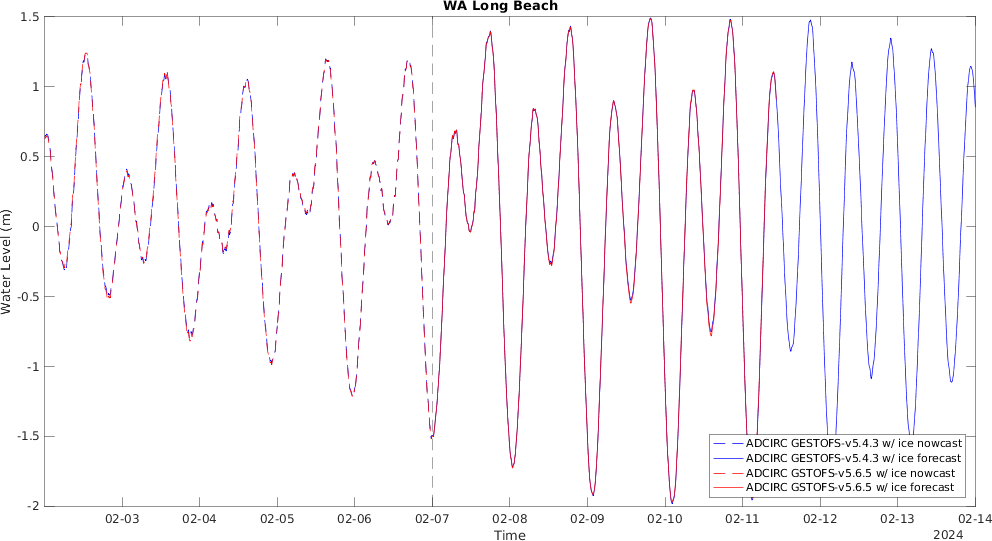 WA Long Beach
1.5
1
0.5
0
-0.5
-1
-1.5
-2
Water Level (m)
ADCIRC GESTOFS-v5.4.3 w/ ice nowcast
ADCIRC GESTOFS-v5.4.3 w/ ice forecast
ADCIRC GSTOFS-v5.6.5 w/ ice nowcast
ADCIRC GSTOFS-v5.6.5 w/ ice forecast
02-03 02-04 02-05 02-06 02-07 02-08 02-09 02-10 02-11 02-12 02-13 02-14
Time
2024